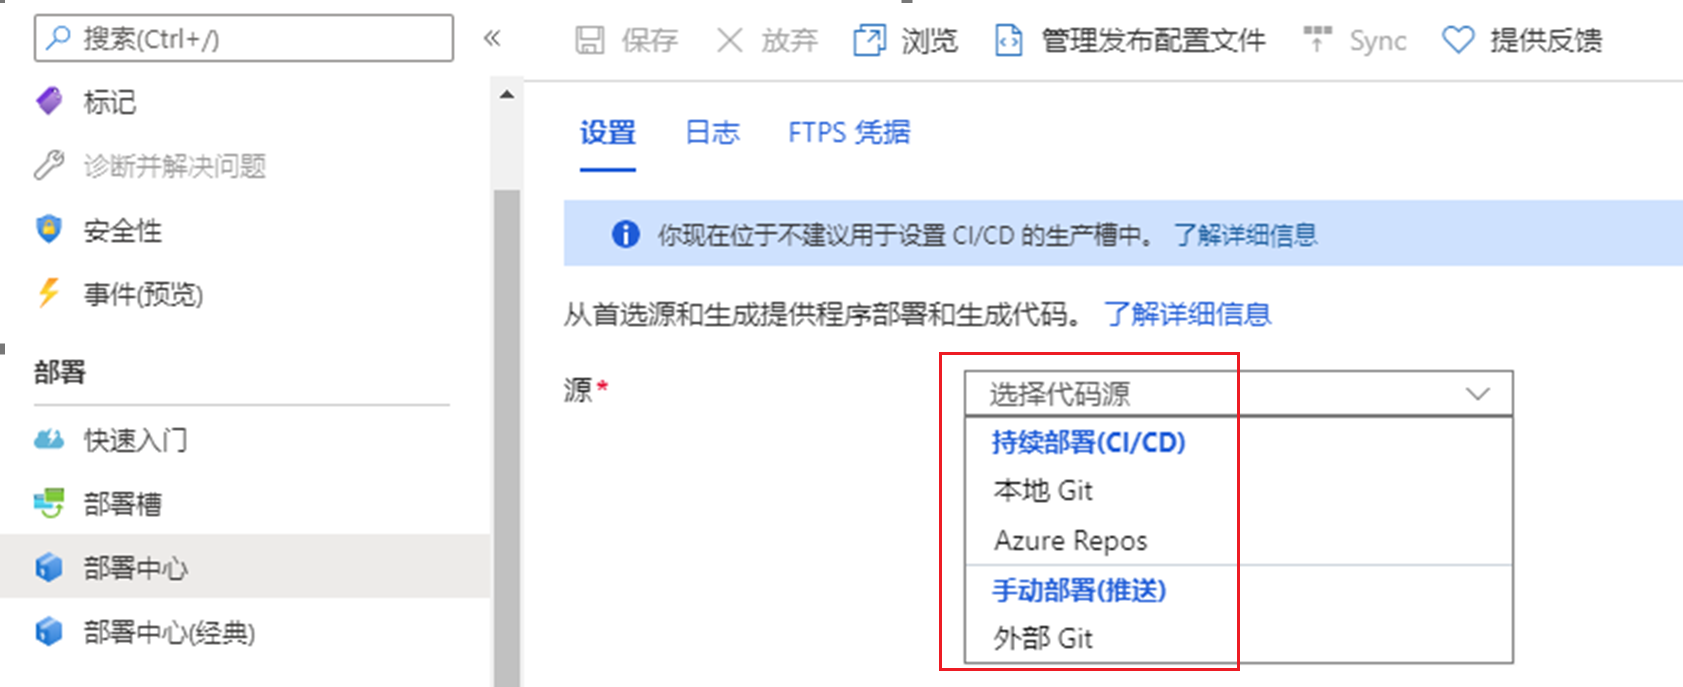 搜索(Ctrl+/)
保存
放弃
浏览
管理发布配置文件
Sync
提供反馈
标记
诊断并解决问题
安全性
事件(预览)
部署
快速入门
部署槽
部署中心
部署中心(经典)
设置
日志
FTPS 凭据
你现在位于不建议用于设置 CI/CD 的生产槽中。 了解详细信息
从首选源和生成提供程序部署和生成代码。 了解详细信息
源*
选择代码源
持续部署(CI/CD)
本地 Git
Azure Repos
手动部署(推送)
外部 Git